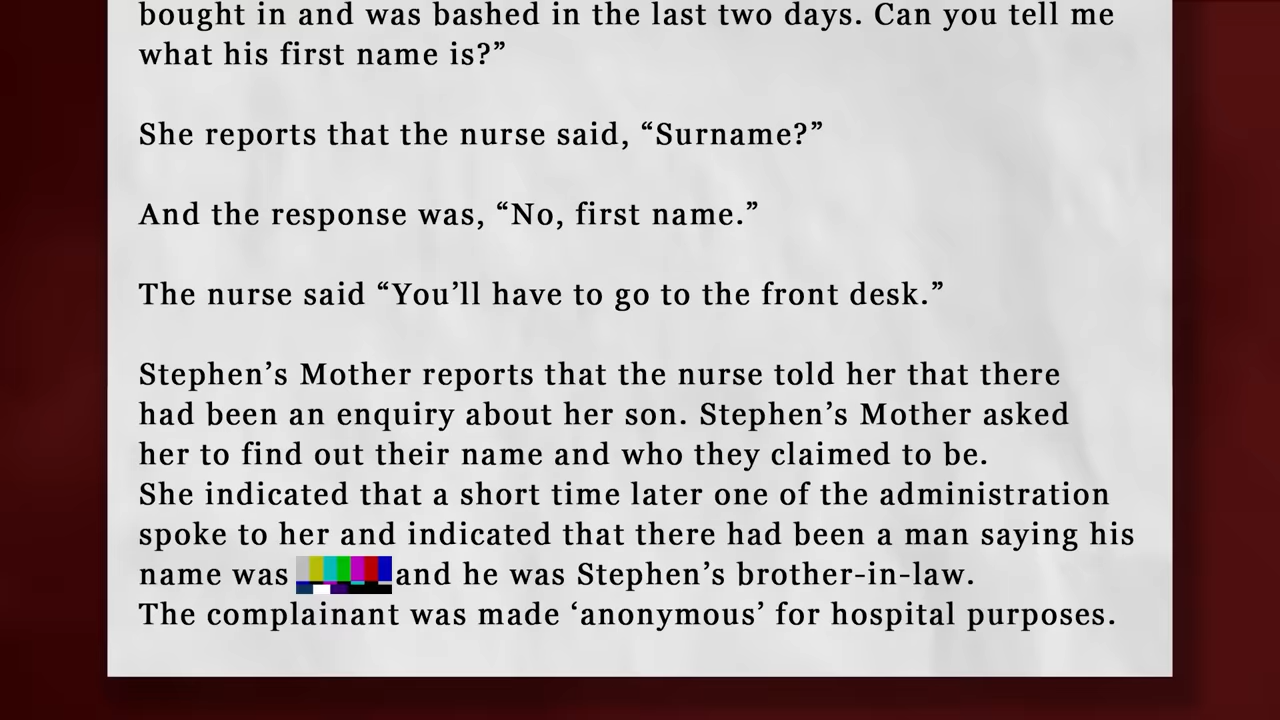 bought in and was bashed in the last two days. Can you tell me
what his first name is?”
She reports that the nurse said, “Surname?”
And the response was, “No, first name.”
The nurse said “You’ll have to go to the front desk.”
Stephen’s Mother reports that the nurse told her that there
had been an enquiry about her son. Stephen’s Mother asked
her to find out their name and who they claimed to be.
She indicated that a short time later one of the administration
spoke to her and indicated that there had been a man saying his
name was and he was Stephen’s brother-in-law.
The complainant was made ‘anonymous’ for hospital purposes.